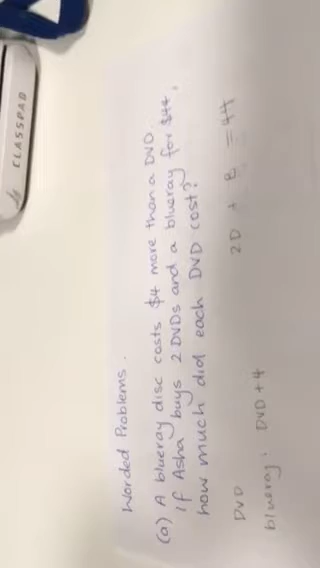 CLASSPAD
Worded Problems.
(a) A blueray disc costs $4 more than a DVD.
If Asha buys 2 DVDs and a blueray for $44,
how much did each DVD cost?
DVD
2D + B = 44
blueray: DVD + 4